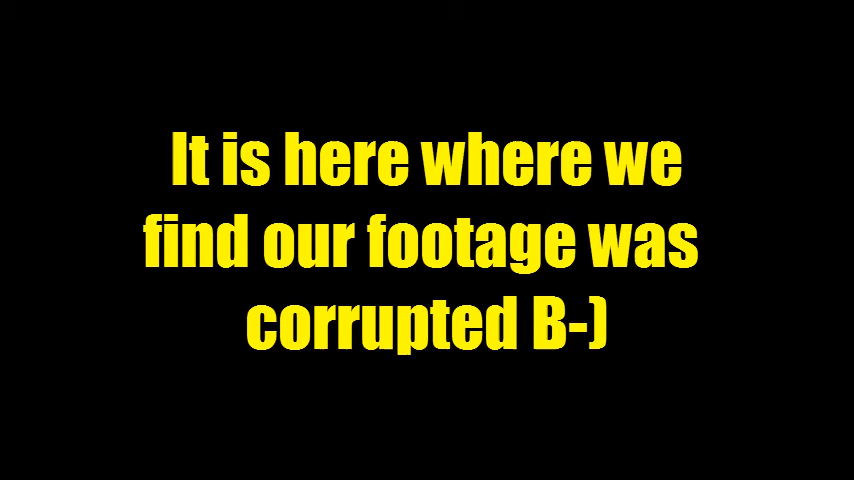 It is here where we
find our footage was
corrupted B-)